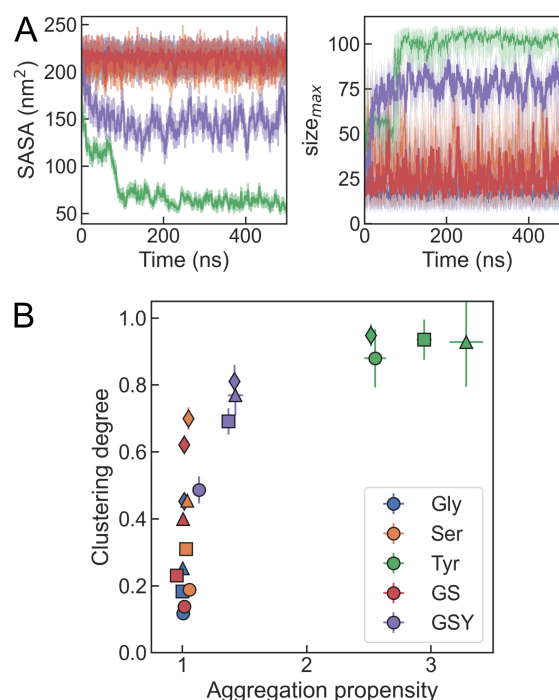 A
SASA (nm²)
250
200
150
100
50
0
200
400
Time (ns)
size_max
100
75
50
25
0
0
200
400
Time (ns)
B
Clustering degree
1.0
0.8
0.6
0.4
0.2
0.0
1
2
3
Aggregation propensity
Gly
Ser
Tyr
GS
GSY